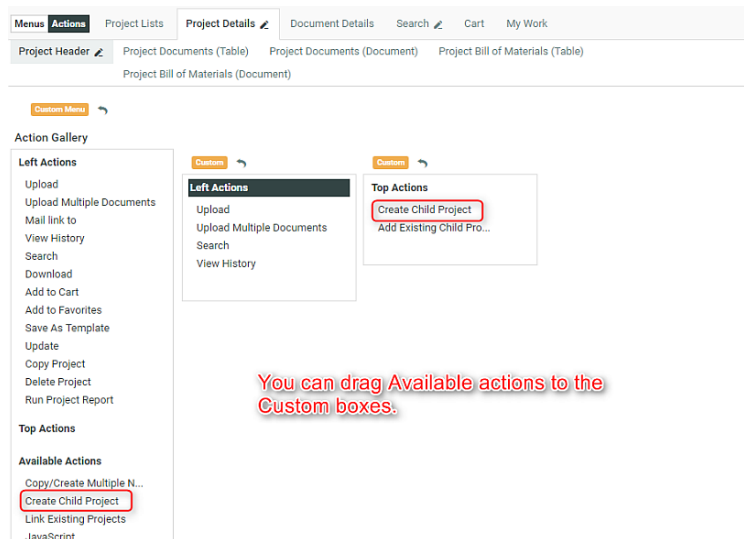 Menus Actions Project Lists Project Details Document Details Search Cart My Work
Project Header Project Documents (Table) Project Documents (Document) Project Bill of Materials (Table)
Project Bill of Materials (Document)
Custom Menu
Action Gallery
Left Actions
Upload
Upload Multiple Documents
Mail link to
View History
Search
Download
Add to Cart
Add to Favorites
Save As Template
Update
Copy Project
Delete Project
Run Project Report
Top Actions
Available Actions
Copy/Create Multiple N...
Create Child Project
Link Existing Projects
JavaScript
Custom
Left Actions
Upload
Upload Multiple Documents
Search
View History
Custom
Top Actions
Create Child Project
Add Existing Child Pro...
You can drag Available actions to the
Custom boxes.